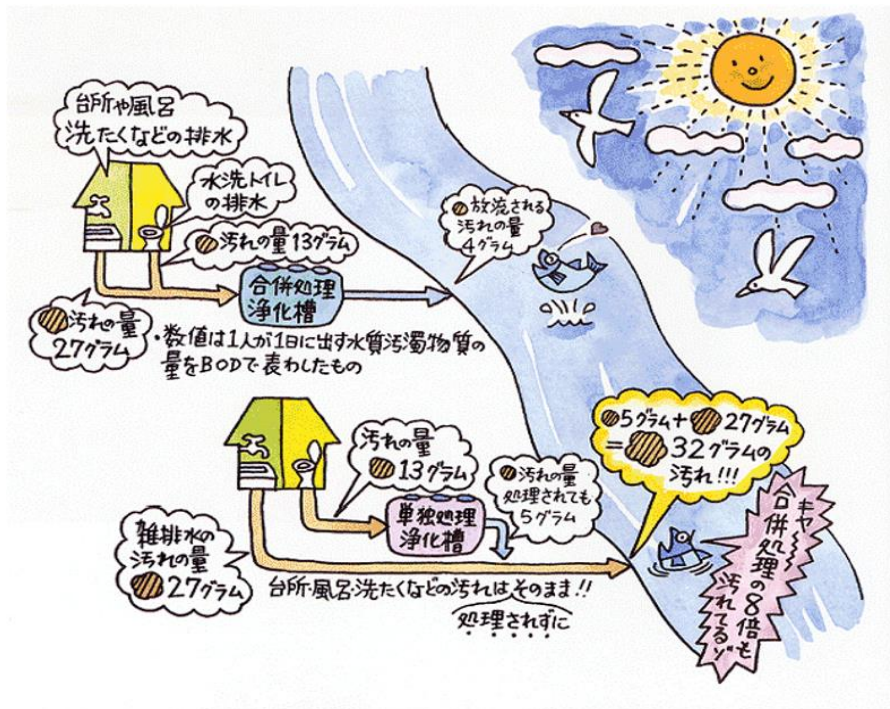 台所や風呂
洗たくなどの排水
水洗トイレ
の排水
汚れの量13グラム
合併処理
浄化槽
汚れの量
27グラム
放流される
汚れの量
4グラム
・数値は1人が1日に出す水質汚濁物質の
量をBODで表わしたもの
汚れの量
13グラム
単独処理
浄化槽
汚れの量
処理されても
5グラム
雑排水の
汚れの量
27グラム
台所・風呂・洗たくなどの汚れはそのまま!!
処理されずに
5グラム+27グラム
=32グラムの
汚れ!!!
キャ〜〜
合併処理の8倍も
汚れてるゾ